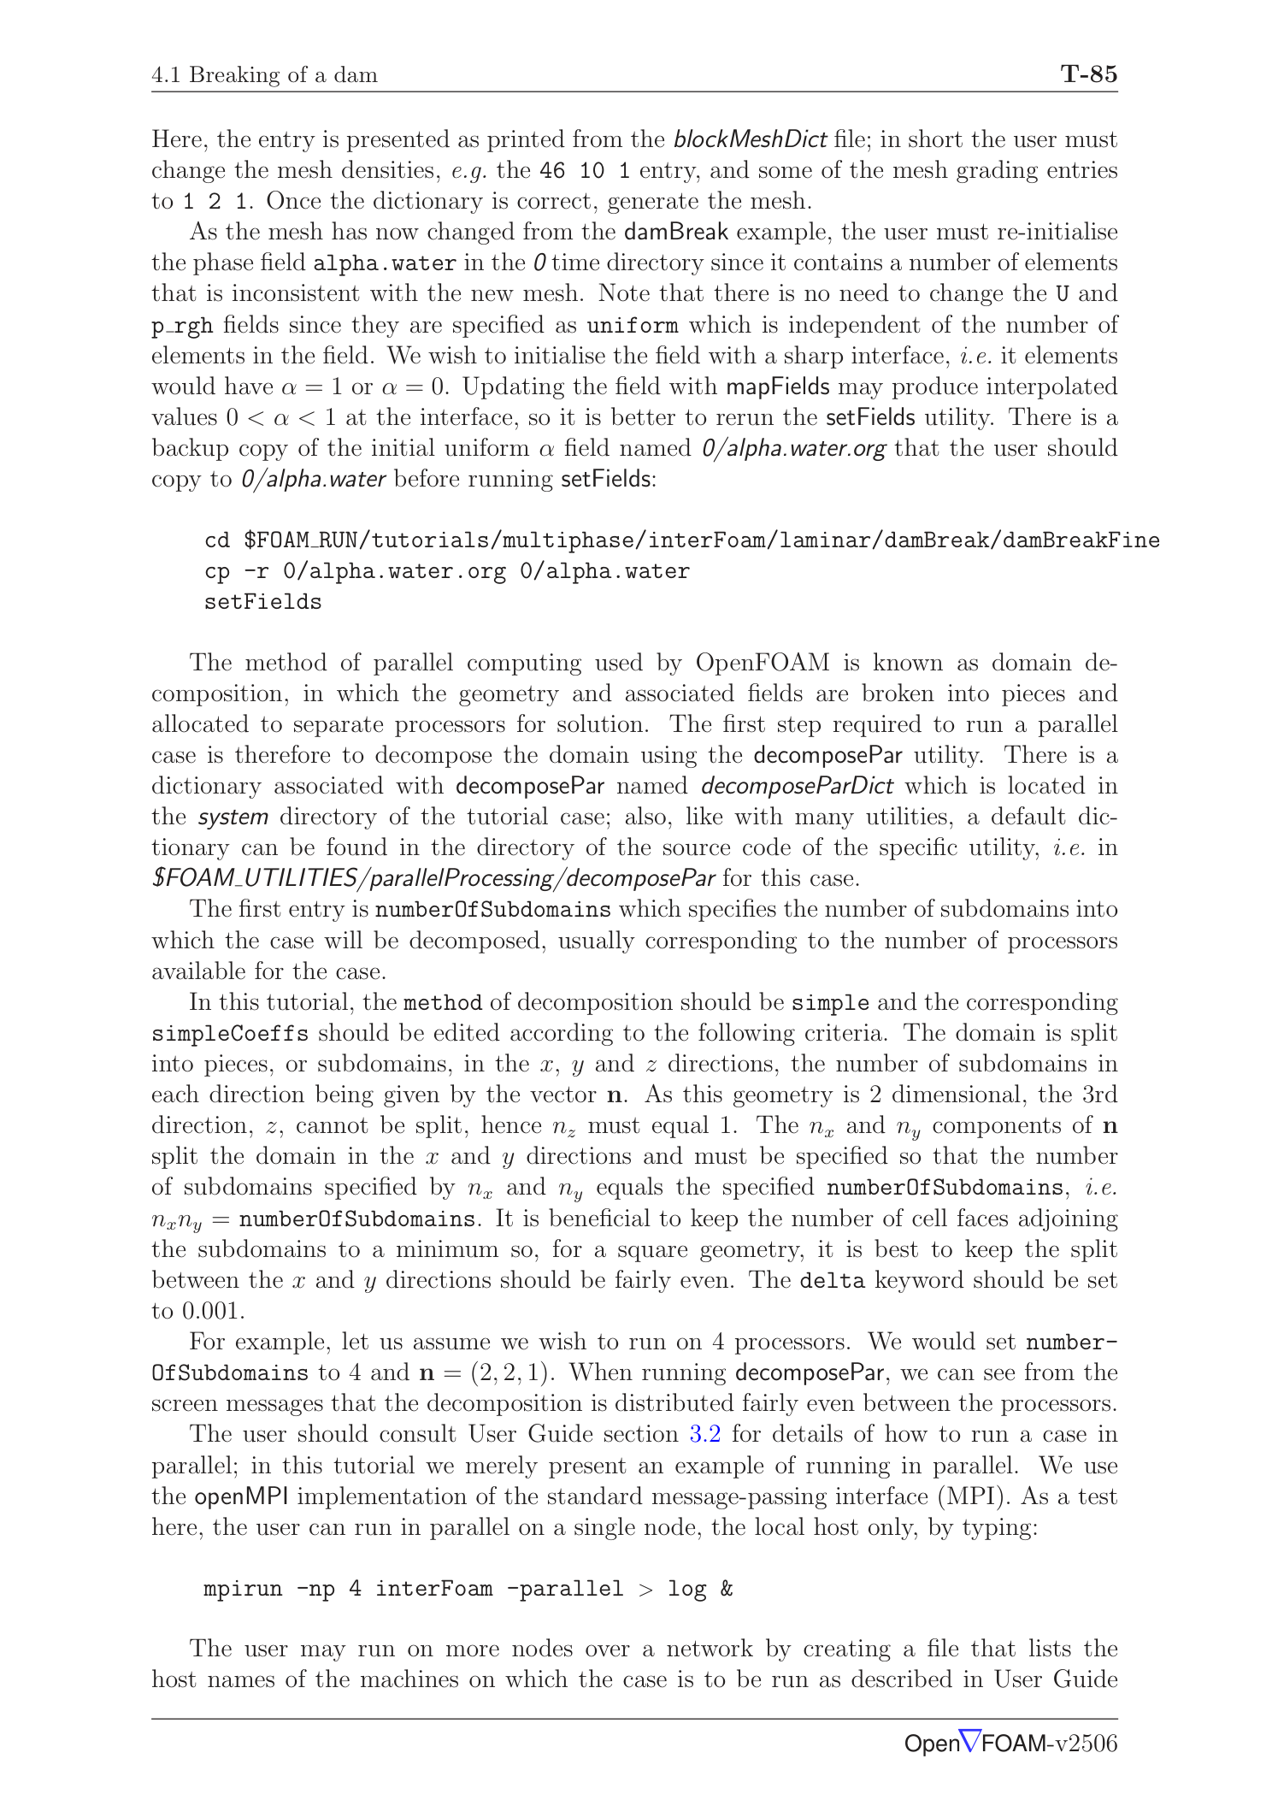 4.1 Breaking of a dam T-85
Here, the entry is presented as printed from the blockMeshDict file; in short the user must
change the mesh densities, e.g. the 46 10 1 entry, and some of the mesh grading entries
to 1 2 1. Once the dictionary is correct, generate the mesh.
As the mesh has now changed from the damBreak example, the user must re-initialise
the phase field alpha.water in the 0 time directory since it contains a number of elements
that is inconsistent with the new mesh. Note that there is no need to change the U and
p_rgh fields since they are specified as uniform which is independent of the number of
elements in the field. We wish to initialise the field with a sharp interface, i.e. it elements
would have α = 1 or α = 0. Updating the field with mapFields may produce interpolated
values 0 < α < 1 at the interface, so it is better to rerun the setFields utility. There is a
backup copy of the initial uniform α field named 0/alpha.water.org that the user should
copy to 0/alpha.water before running setFields:
cd $FOAM_RUN/tutorials/multiphase/interFoam/laminar/damBreak/damBreakFine
cp -r 0/alpha.water.org 0/alpha.water
setFields
The method of parallel computing used by OpenFOAM is known as domain de-
composition, in which the geometry and associated fields are broken into pieces and
allocated to separate processors for solution. The first step required to run a parallel
case is therefore to decompose the domain using the decomposePar utility. There is a
dictionary associated with decomposePar named decomposeParDict which is located in
the system directory of the tutorial case; also, like with many utilities, a default dic-
tionary can be found in the directory of the source code of the specific utility, i.e. in
$FOAM_UTILITIES/parallelProcessing/decomposePar for this case.
The first entry is numberOfSubdomains which specifies the number of subdomains into
which the case will be decomposed, usually corresponding to the number of processors
available for the case.
In this tutorial, the method of decomposition should be simple and the corresponding
simpleCoeffs should be edited according to the following criteria. The domain is split
into pieces, or subdomains, in the x, y and z directions, the number of subdomains in
each direction being given by the vector n. As this geometry is 2 dimensional, the 3rd
direction, z, cannot be split, hence n_z must equal 1. The n_x and n_y components of n
split the domain in the x and y directions and must be specified so that the number
of subdomains specified by n_x and n_y equals the specified numberOfSubdomains, i.e.
n_x n_y = numberOfSubdomains. It is beneficial to keep the number of cell faces adjoining
the subdomains to a minimum so, for a square geometry, it is best to keep the split
between the x and y directions should be fairly even. The delta keyword should be set
to 0.001.
For example, let us assume we wish to run on 4 processors. We would set number-
OfSubdomains to 4 and n = (2, 2, 1). When running decomposePar, we can see from the
screen messages that the decomposition is distributed fairly even between the processors.
The user should consult User Guide section 3.2 for details of how to run a case in
parallel; in this tutorial we merely present an example of running in parallel. We use
the openMPI implementation of the standard message-passing interface (MPI). As a test
here, the user can run in parallel on a single node, the local host only, by typing:
mpirun -np 4 interFoam -parallel > log &
The user may run on more nodes over a network by creating a file that lists the
host names of the machines on which the case is to be run as described in User Guide
Open▽FOAM-v2506